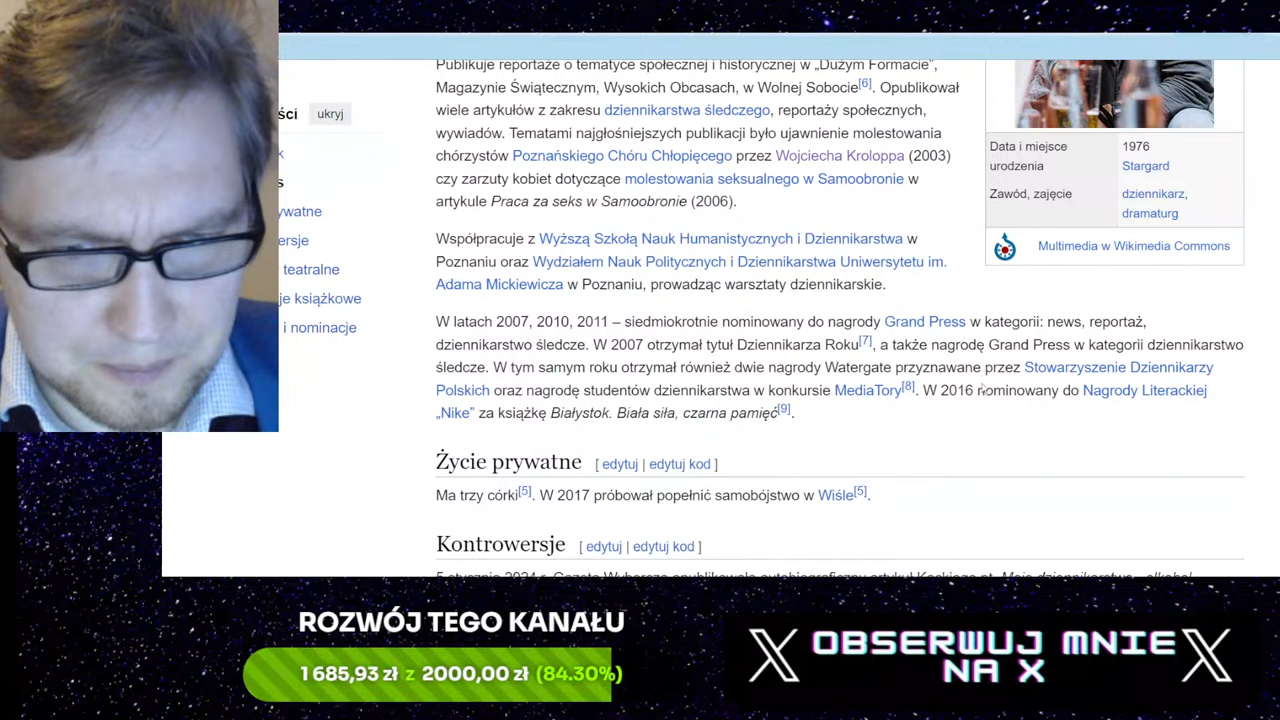 Publikuje reportaże o tematyce społecznej i historycznej w „Dużym Formacie”,
Magazynie Świątecznym, Wysokich Obcasach, w Wolnej Sobocie[6]. Opublikował
wiele artykułów z zakresu dziennikarstwa śledczego, reportaży społecznych,
wywiadów. Tematami najgłośniejszych publikacji było ujawnienie molestowania
chórzystów Poznańskiego Chóru Chłopięcego przez Wojciecha Kroloppa (2003)
czy zarzuty kobiet dotyczące molestowania seksualnego w Samoobronie w
artykule Praca za seks w Samoobronie (2006).
Współpracuje z Wyższą Szkołą Nauk Humanistycznych i Dziennikarstwa w
Poznaniu oraz Wydziałem Nauk Politycznych i Dziennikarstwa Uniwersytetu im.
Adama Mickiewicza w Poznaniu, prowadząc warsztaty dziennikarskie.
W latach 2007, 2010, 2011 – siedmiokrotnie nominowany do nagrody Grand Press w kategorii: news, reportaż,
dziennikarstwo śledcze. W 2007 otrzymał tytuł Dziennikarza Roku[7], a także nagrodę Grand Press w kategorii dziennikarstwo
śledcze. W tym samym roku otrzymał również dwie nagrody Watergate przyznawane przez Stowarzyszenie Dziennikarzy
Polskich oraz nagrodę studentów dziennikarstwa w konkursie MediaTory[8]. W 2016 nominowany do Nagrody Literackiej
„Nike” za książkę Białystok. Biała siła, czarna pamięć[9].
Życie prywatne [ edytuj | edytuj kod ]
Ma trzy córki[5]. W 2017 próbował popełnić samobójstwo w Wiśle[5].
Kontrowersje [ edytuj | edytuj kod ]
ści ukryj
k
s
ywatne
ersje
teatralne
je książkowe
i nominacje
Data i miejsce urodzenia
1976
Stargard
Zawód, zajęcie
dziennikarz,
dramaturg
Multimedia w Wikimedia Commons
ROZWÓJ TEGO KANAŁU
1 685,93 zł z 2000,00 zł (84.30%)
X OBSERWUJ MNIE X
NA X